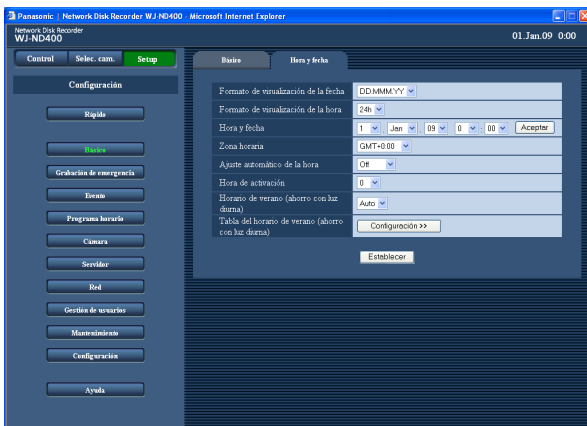 Panasonic | Network Disk Recorder WJ-ND400 - Microsoft Internet Explorer
Network Disk Recorder
WJ-ND400
01.Jan.09 0:00
Control Selec. cam. Setup
Configuración
Rápido
Básico
Grabación de emergencia
Evento
Programa horario
Cámara
Servidor
Red
Gestión de usuarios
Mantenimiento
Configuración
Ayuda
Básico Hora y fecha
Formato de visualización de la fecha DD.MMM.YY
Formato de visualización de la hora 24h
Hora y fecha 1 . Jan . 09 0 : 00 Aceptar
Zona horaria GMT+0:00
Ajuste automático de la hora Off
Hora de activación 0
Horario de verano (ahorro con luz
diurna) Auto
Tabla del horario de verano (ahorro
con luz diurna) Configuración >>
Establecer